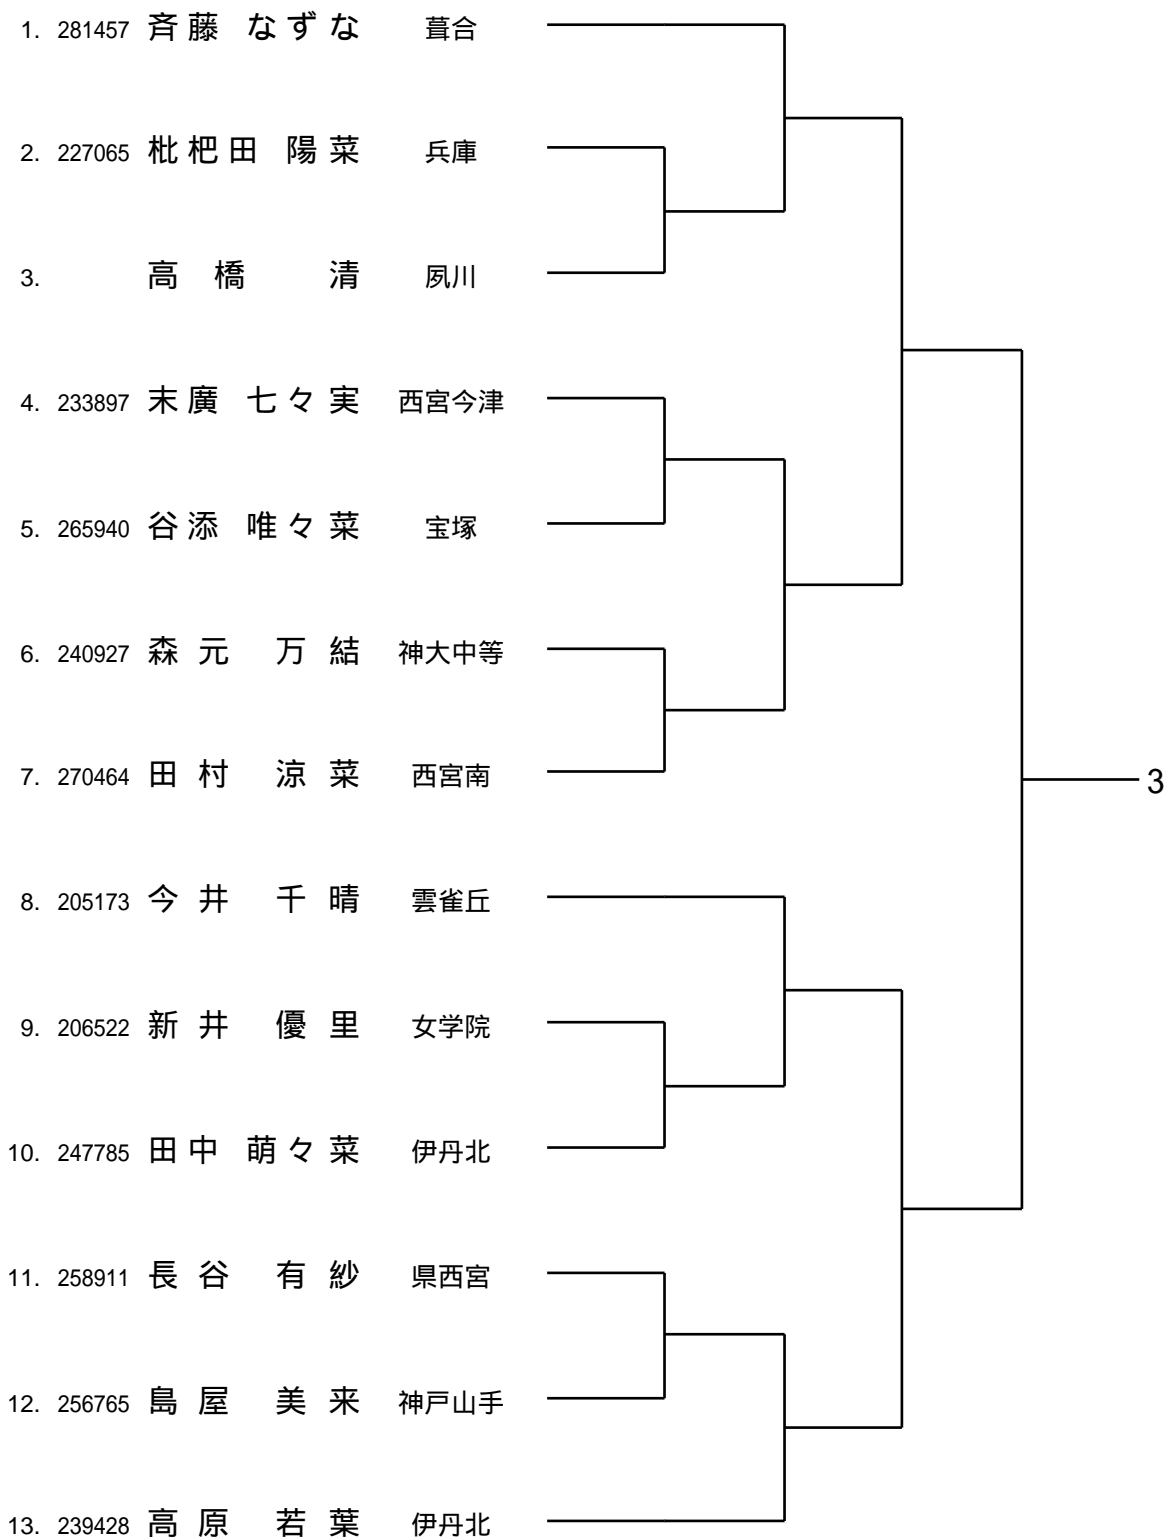 1. 281457 斉藤 なずな 葺合
2. 227065 枇杷田 陽菜 兵庫
3. 高橋 清 夙川
4. 233897 末廣 七々実 西宮今津
5. 265940 谷添 唯々菜 宝塚
6. 240927 森元 万結 神大中等
7. 270464 田村 涼菜 西宮南
3
8. 205173 今井 千晴 雲雀丘
9. 206522 新井 優里 女学院
10. 247785 田中 萌々菜 伊丹北
11. 258911 長谷 有紗 県西宮
12. 256765 島屋 美来 神戸山手
13. 239428 高原 若葉 伊丹北